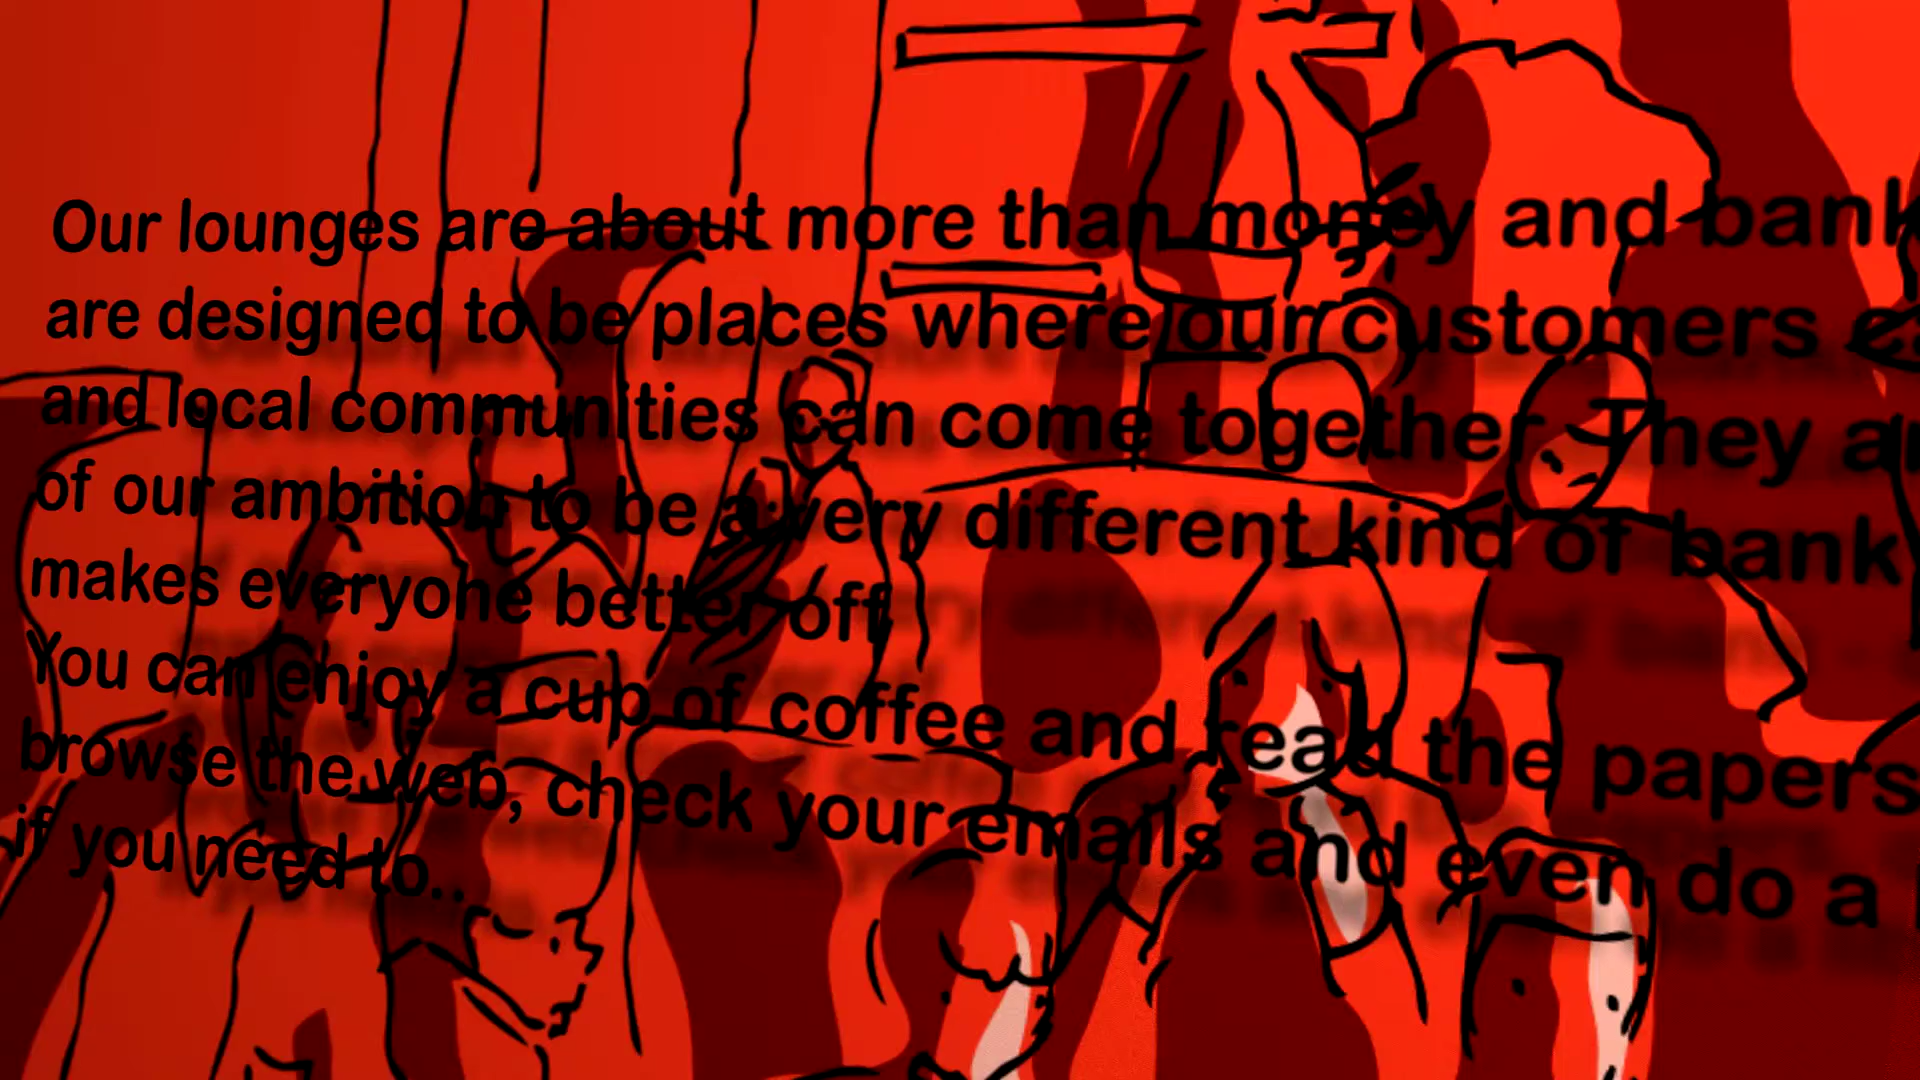 Our lounges are about more than money and bank
are designed to be places where our customers ca
and local communities can come together. They ar
of our ambition to be a very different kind of bank
makes everyone better off
You can enjoy a cup of coffee and read the papers
browse the web, check your emails and even do a
if you need to...